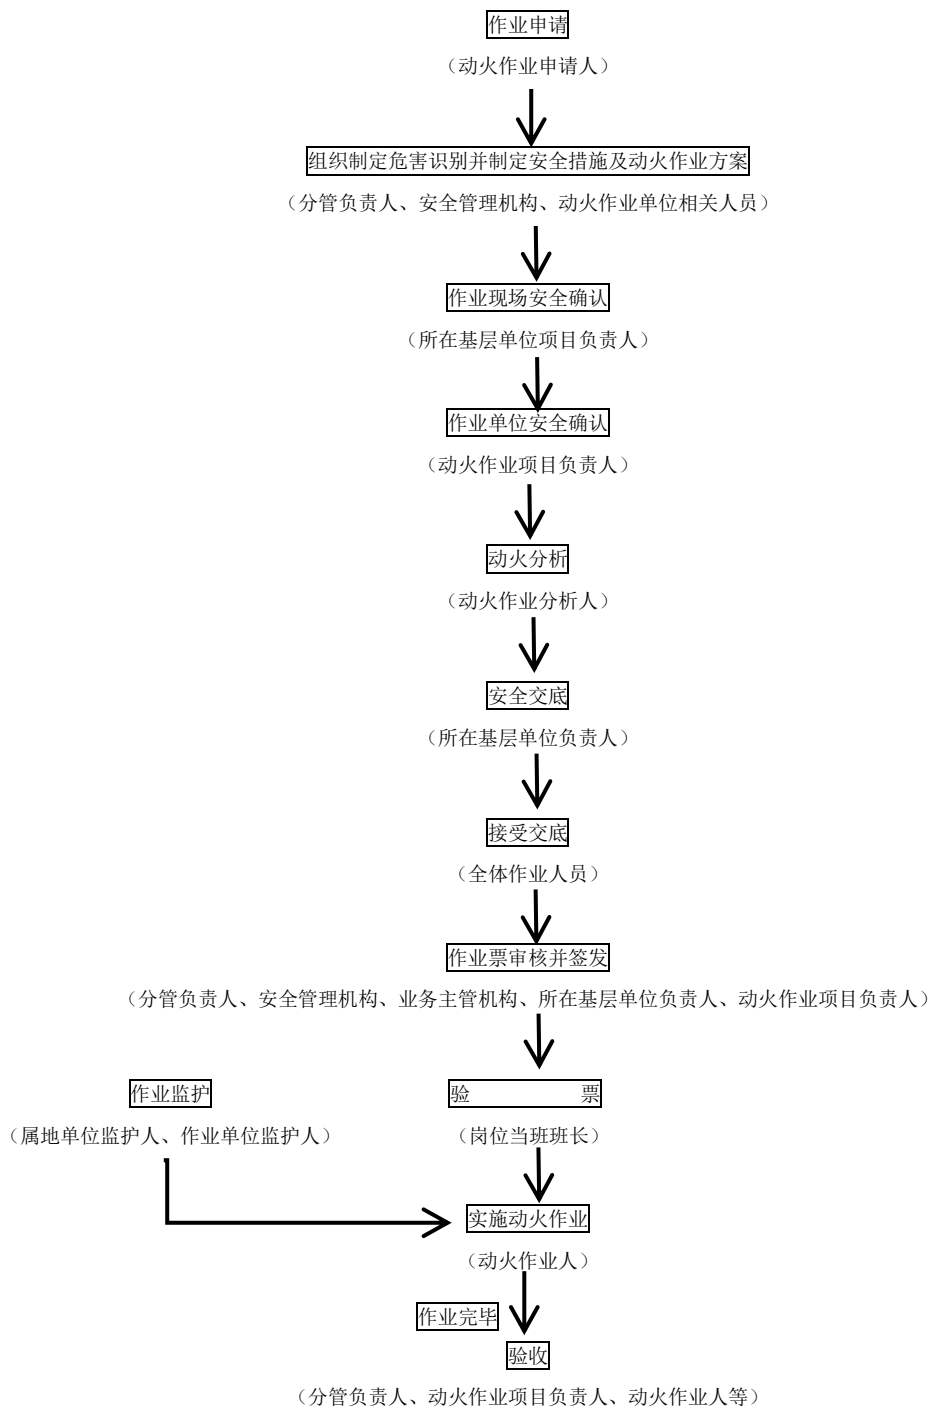 作业申请
（动火作业申请人）
组织制定危害识别并制定安全措施及动火作业方案
（分管负责人、安全管理机构、动火作业单位相关人员）
作业现场安全确认
（所在基层单位项目负责人）
作业单位安全确认
（动火作业项目负责人）
动火分析
（动火作业分析人）
安全交底
（所在基层单位负责人）
接受交底
（全体作业人员）
作业票审核并签发
（分管负责人、安全管理机构、业务主管机构、所在基层单位负责人、动火作业项目负责人）
作业监护 验 票
（属地单位监护人、作业单位监护人） （岗位当班班长）
实施动火作业
（动火作业人）
作业完毕
验收
（分管负责人、动火作业项目负责人、动火作业人等）